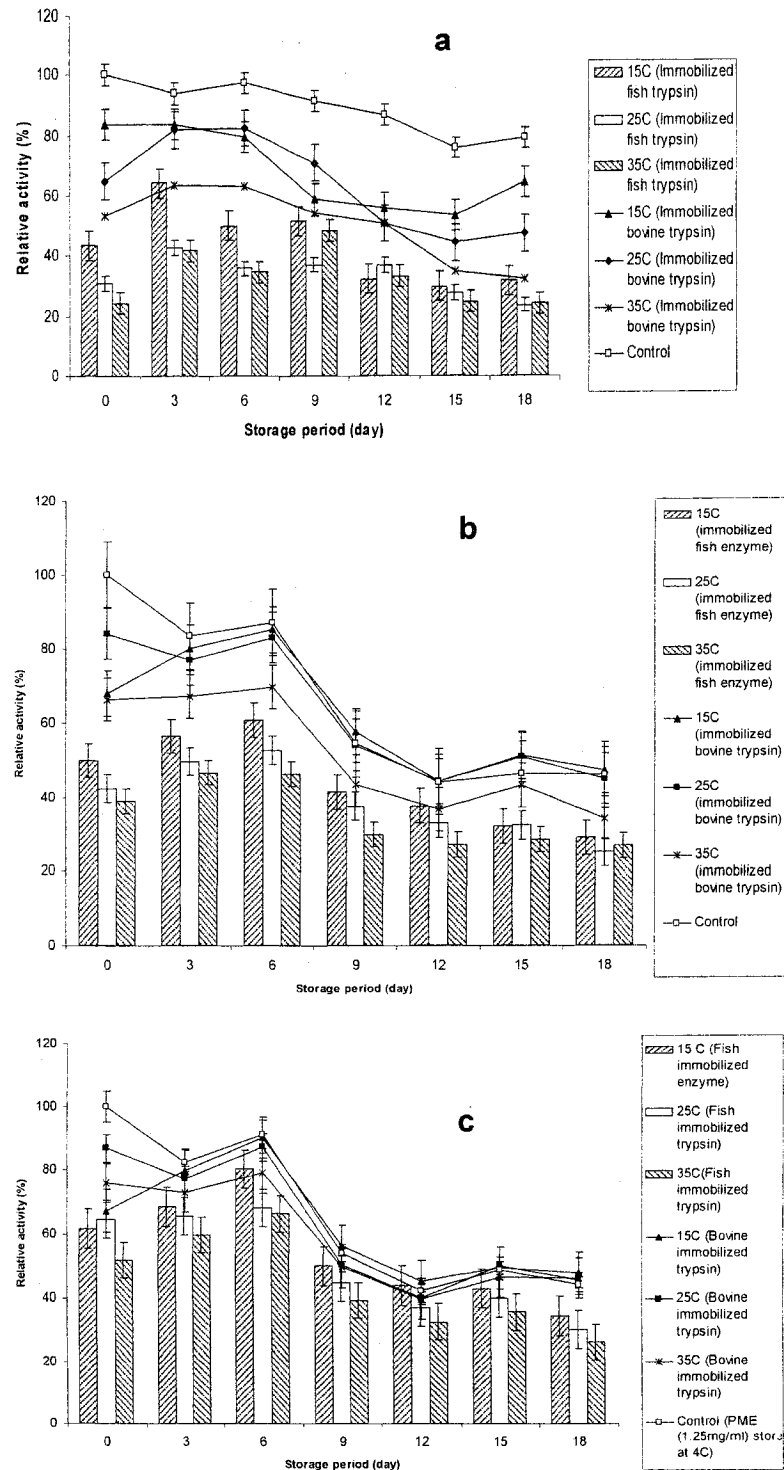 120
100
80
60
40
20
0
Relative activity (%)
a
0 3 6 9 12 15 18
Storage period (day)
15C (Immobilized
fish trypsin)
25C (Immobilized
fish trypsin)
35C (Immobilized
fish trypsin)
15C (Immobilized
bovine trypsin)
25C (Immobilized
bovine trypsin)
35C (Immobilized
bovine trypsin)
Control
120
100
80
60
40
20
0
Relative activity (%)
b
0 3 6 9 12 15 18
Storage period (day)
15C
(immobilized
fish enzyme)
25C
(immobilized
fish enzyme)
35C
(immobilized
fish enzyme)
15C
(immobilized
bovine trypsin)
25C
(immobilized
bovine trypsin)
35C
(immobilized
bovine trypsin)
Control
120
100
80
60
40
20
0
Relative activity (%)
c
0 3 6 9 12 15 18
Storage period (day)
15 C (Fish
immobilized
enzyme)
25C (Fish
immobilized
trypsin)
35C(Fish
immobilized
trypsin)
15C (Bovine
immobilized
trypsin)
25C (Bovine
immobilized
trypsin)
35C (Bovine
immobilized
trypsin)
Control (PME
(1.25mg/ml)
at 4C)